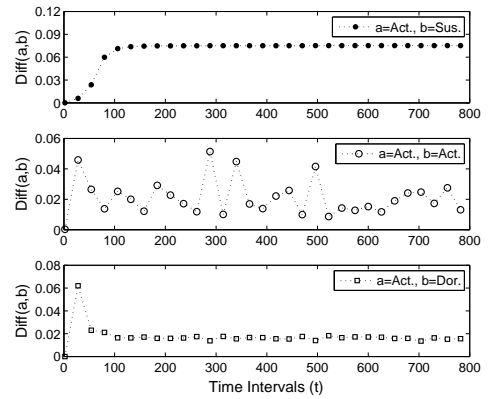 0.12
0.09
0.06
0.03
0
0 100 200 300 400 500 600 700 800
Diff(a,b)
a=Act., b=Sus.
0.06
0.04
0.02
0
0 100 200 300 400 500 600 700 800
Diff(a,b)
a=Act., b=Act.
0.08
0.06
0.04
0.02
0
0 100 200 300 400 500 600 700 800
Diff(a,b)
a=Act., b=Dor.
Time Intervals (t)